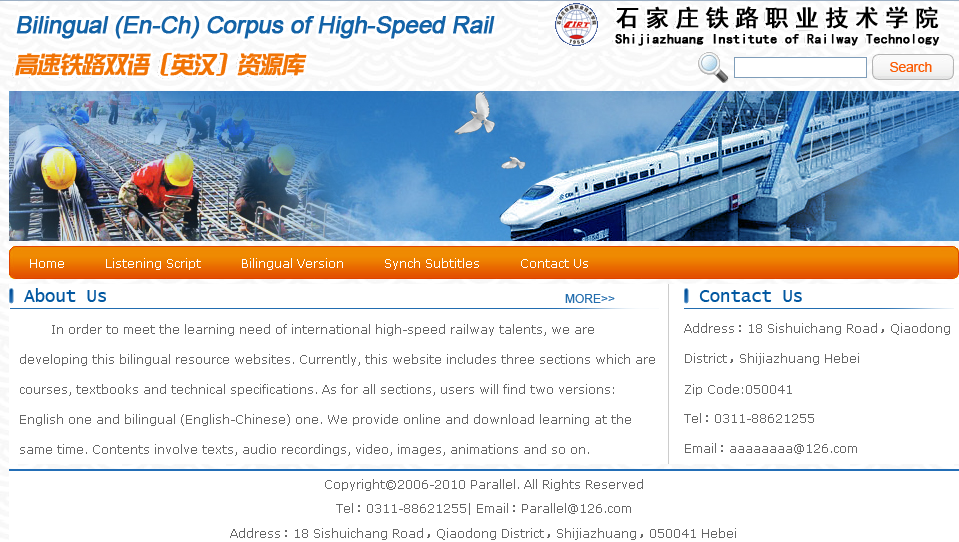 Bilingual (En-Ch) Corpus of High-Speed Rail
高速铁路双语〔英汉〕资源库
石家庄铁路职业技术学院
Shijiazhuang Institute of Railway Technology
Search
Home Listening Script Bilingual Version Synch Subtitles Contact Us
About Us
MORE>>
In order to meet the learning need of international high-speed railway talents, we are
developing this bilingual resource websites. Currently, this website includes three sections which are
courses, textbooks and technical specifications. As for all sections, users will find two versions:
English one and bilingual (English-Chinese) one. We provide online and download learning at the
same time. Contents involve texts, audio recordings, video, images, animations and so on.
Contact Us
Address：18 Sishuichang Road，Qiaodong
District，Shijiazhuang Hebei
Zip Code:050041
Tel：0311-88621255
Email：aaaaaaaa@126.com
Copyright©2006-2010 Parallel. All Rights Reserved
Tel：0311-88621255| Email：Parallel@126.com
Address：18 Sishuichang Road，Qiaodong District，Shijiazhuang，050041 Hebei